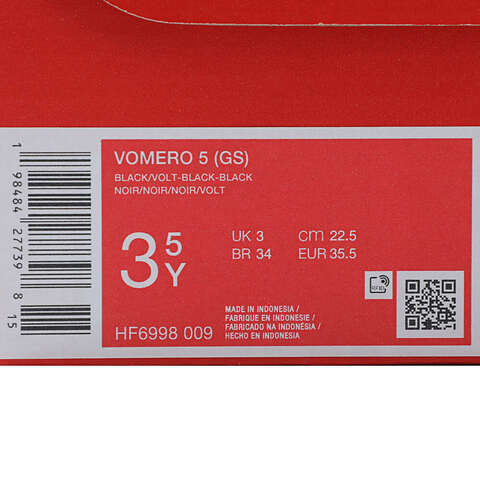 VOMERO 5 (GS)
BLACK/VOLT-BLACK-BLACK
NOIR/NOIR/NOIR/VOLT
3 5 Y
UK 3 cm 22.5
BR 34 EUR 35.5
HF6998 009
MADE IN INDONESIA /
FABRIQUE EN INDONESIE /
FABRICADO NA INDONÉSIA /
HECHO EN INDONESIA
1 98484 27739 8 15